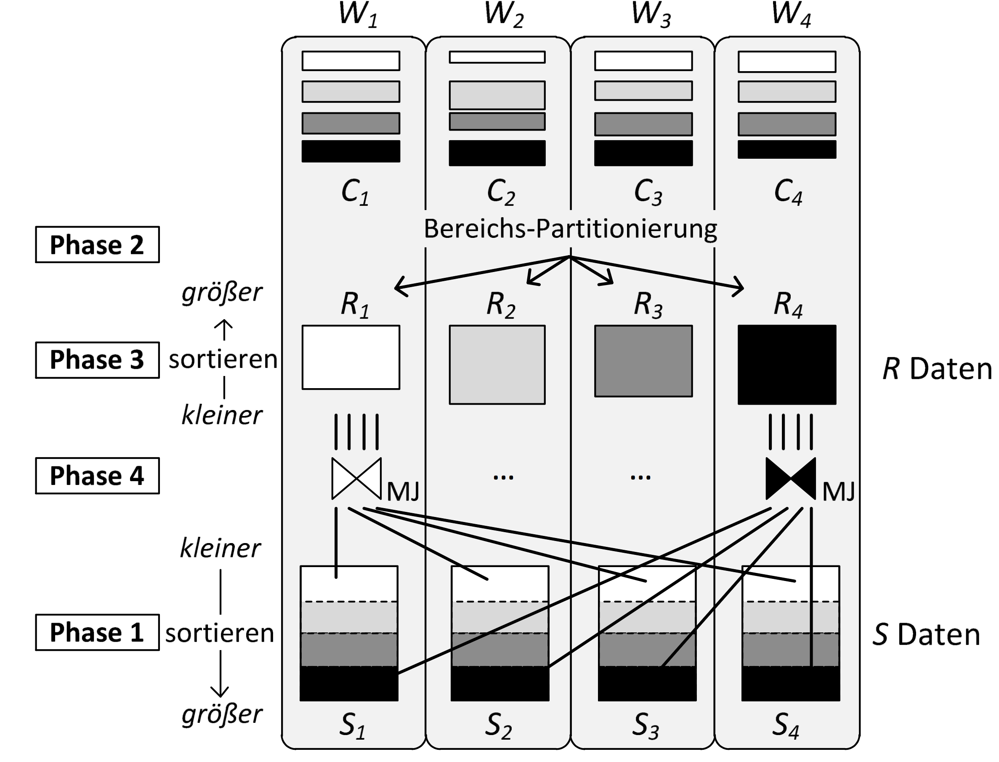 W1 W2 W3 W4
C1 C2 C3 C4
Bereichs-Partitionierung
Phase 2
größer
R1 R2 R3 R4
Phase 3 sortieren R Daten
kleiner
Phase 4 MJ ... ... MJ
kleiner
Phase 1 sortieren S Daten
größer
S1 S2 S3 S4